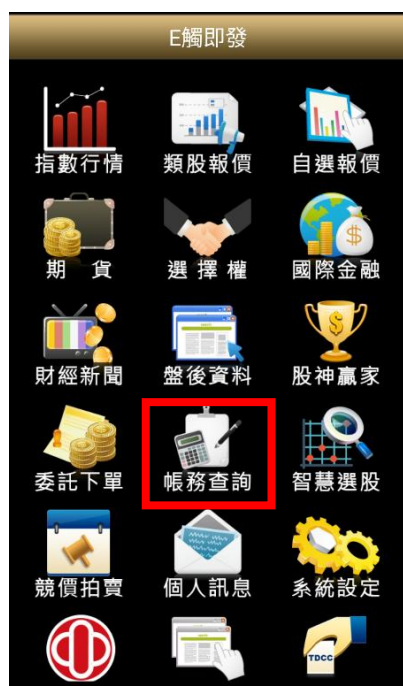 E觸即發
指數行情 類股報價 自選報價
期 貨 選擇權 國際金融
財經新聞 盤後資料 股神贏家
委託下單 帳務查詢 智慧選股
競價拍賣 個人訊息 系統設定
TDCC